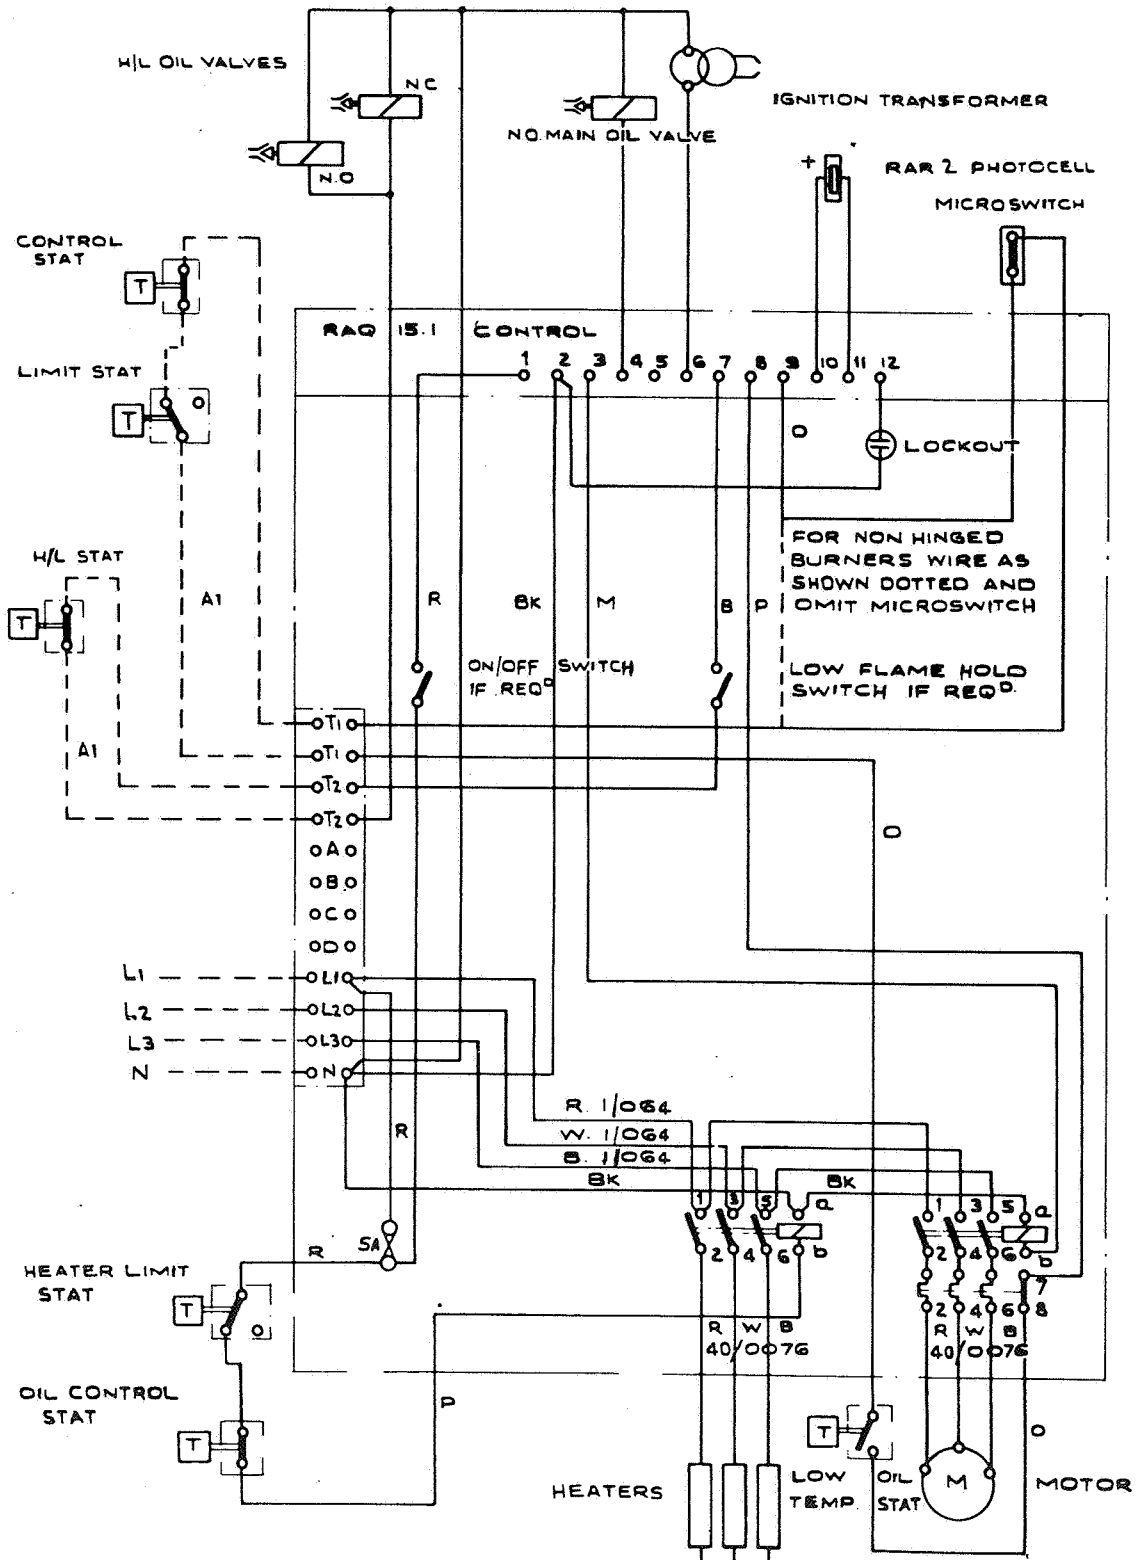 H/L OIL VALVES
N C
N.O
NO. MAIN OIL VALVE
IGNITION TRANSFORMER
+
RAR 2 PHOTOCELL
MICROSWITCH
CONTROL
STAT
T
LIMIT STAT
T
RAQ 15.1 CONTROL
1 2 3 4 5 6 7 8 9 10 11 12
O
LOCKOUT
FOR NON HINGED
BURNERS WIRE AS
SHOWN DOTTED AND
OMIT MICROSWITCH
H/L STAT
T
A1
R
BK
M
B
P
ON/OFF SWITCH
IF REQD
LOW FLAME HOLD
SWITCH IF REQD.
A1
T1
T1
T2
T2
A
B
C
D
O
L1 L1
L2 L2
L3 L3
N N
R
R. 1/064
W. 1/064
B. 1/064
BK
BK
1 3 5 a
2 4 6 b
1 3 5 a
2 4 6 b
7
2 4 6 8
5A
R
HEATER LIMIT
STAT
T
R W B
40/0076
R W B
40/0076
OIL CONTROL
STAT
T
P
O
T
HEATERS
LOW OIL
TEMP. STAT
M
MOTOR